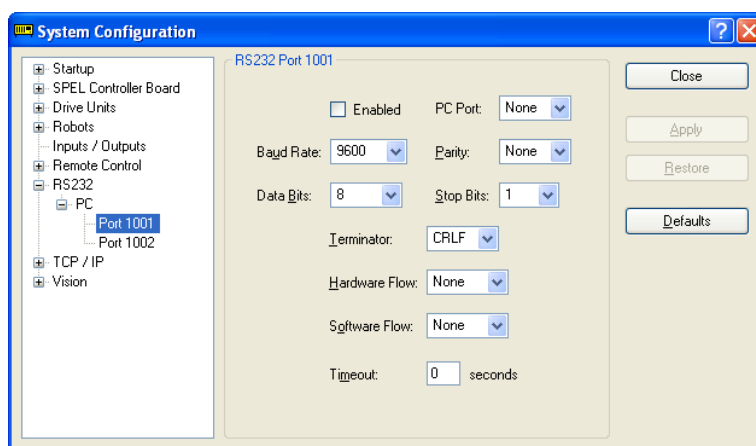 System Configuration
Startup
SPEL Controller Board
Drive Units
Robots
Inputs / Outputs
Remote Control
RS232
PC
Port 1001
Port 1002
TCP / IP
Vision
RS232 Port 1001
Enabled
PC Port: None
Baud Rate: 9600
Parity: None
Data Bits: 8
Stop Bits: 1
Terminator: CRLF
Hardware Flow: None
Software Flow: None
Timeout: 0 seconds
Close
Apply
Restore
Defaults